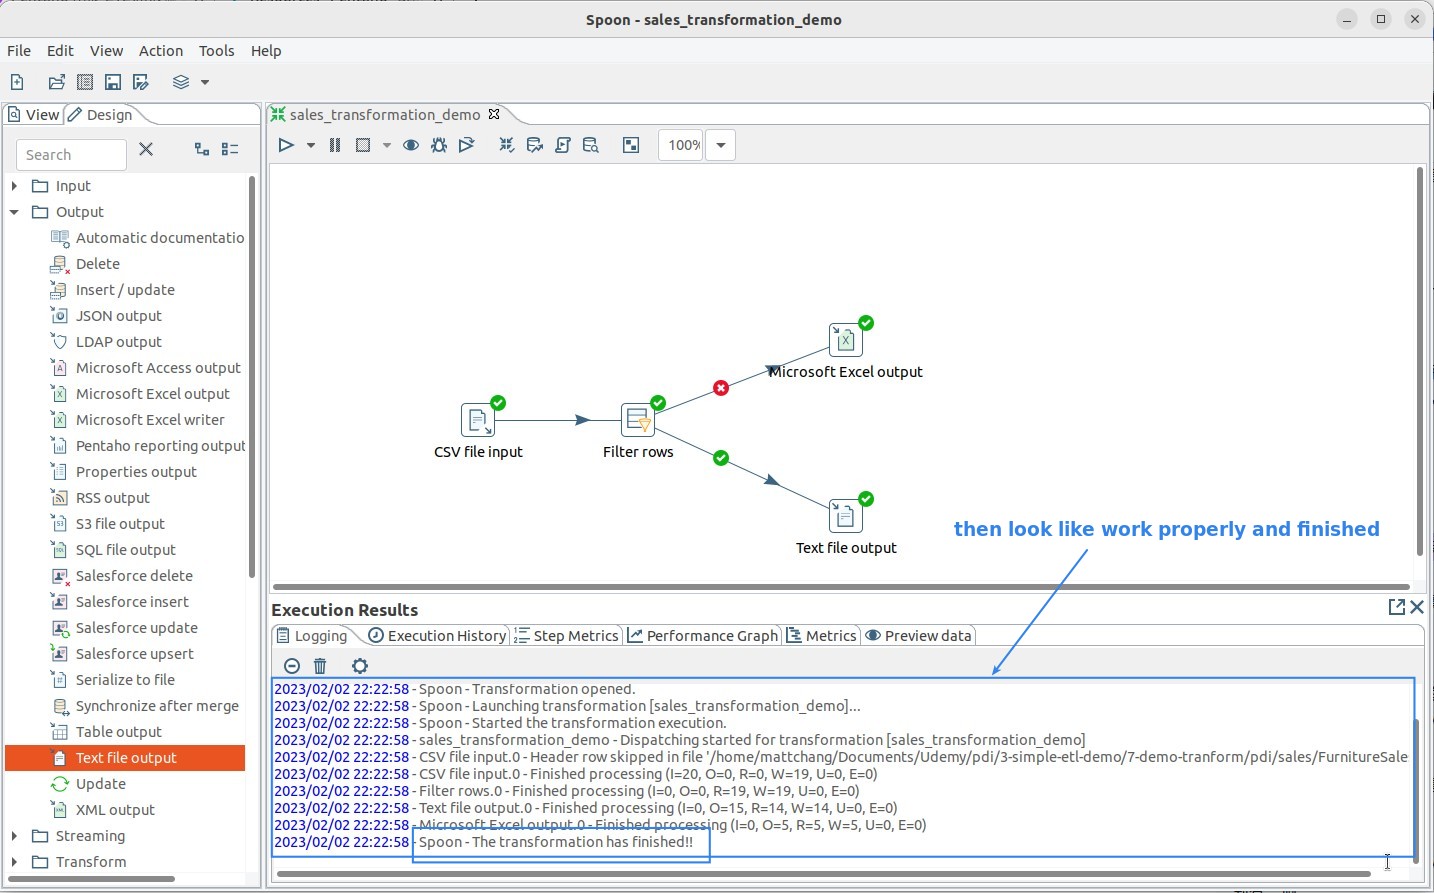 Spoon - sales_transformation_demo
File Edit View Action Tools Help
View Design
sales_transformation_demo
Search
100%
Input
Output
Automatic documentatio
Delete
Insert / update
JSON output
LDAP output
Microsoft Access output
Microsoft Excel output
Microsoft Excel writer
Pentaho reporting output
Properties output
RSS output
S3 file output
SQL file output
Salesforce delete
Salesforce insert
Salesforce update
Salesforce upsert
Serialize to file
Synchronize after merge
Table output
Text file output
Update
XML output
Streaming
Transform
Microsoft Excel output
CSV file input
Filter rows
Text file output
then look like work properly and finished
Execution Results
Logging Execution History Step Metrics Performance Graph Metrics Preview data
2023/02/02 22:22:58 - Spoon - Transformation opened.
2023/02/02 22:22:58 - Spoon - Launching transformation [sales_transformation_demo]...
2023/02/02 22:22:58 - Spoon - Started the transformation execution.
2023/02/02 22:22:58 - sales_transformation_demo - Dispatching started for transformation [sales_transformation_demo]
2023/02/02 22:22:58 - CSV file input.0 - Header row skipped in file '/home/mattchang/Documents/Udemy/pdi/3-simple-etl-demo/7-demo-tranform/pdi/sales/FurnitureSale
2023/02/02 22:22:58 - CSV file input.0 - Finished processing (I=20, O=0, R=0, W=19, U=0, E=0)
2023/02/02 22:22:58 - Filter rows.0 - Finished processing (I=0, O=0, R=19, W=19, U=0, E=0)
2023/02/02 22:22:58 - Text file output.0 - Finished processing (I=0, O=15, R=14, W=14, U=0, E=0)
2023/02/02 22:22:58 - Microsoft Excel output.0 - Finished processing (I=0, O=5, R=5, W=5, U=0, E=0)
2023/02/02 22:22:58 - Spoon - The transformation has finished!!